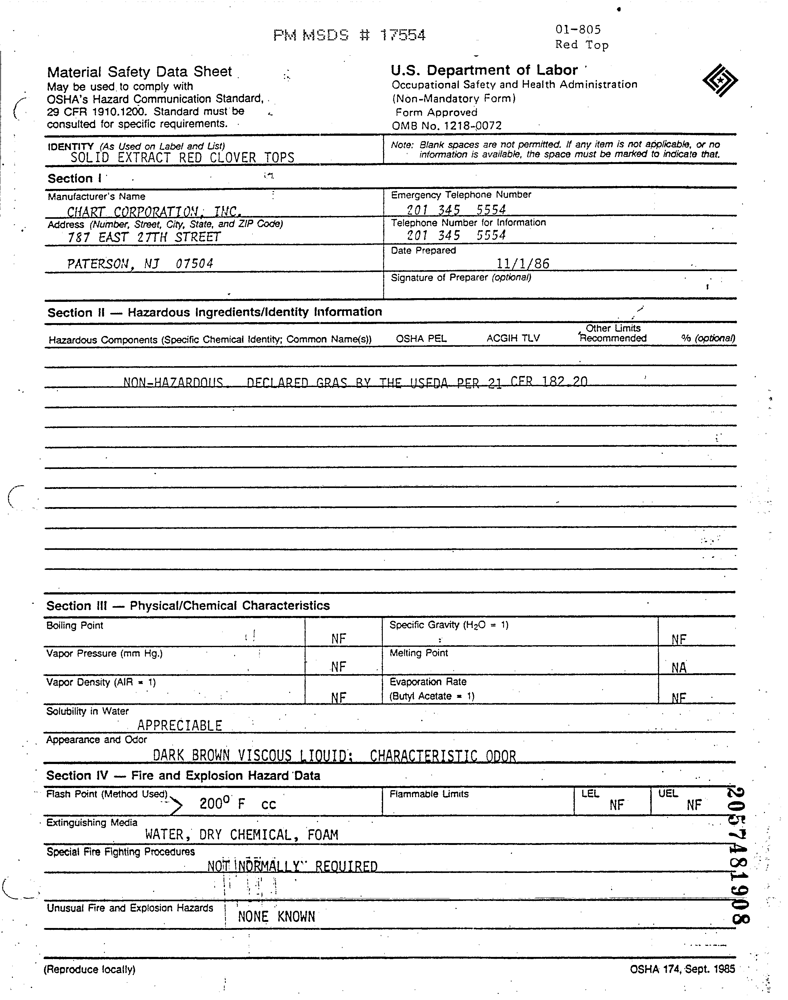 PM MSDS # 17554
01-805
Red Top
Material Safety Data Sheet
May be used to comply with
OSHA's Hazard Communication Standard,
29 CFR 1910.1200. Standard must be
consulted for specific requirements.
U.S. Department of Labor
Occupational Safety and Health Administration
(Non-Mandatory Form)
Form Approved
OMB No. 1218-0072
IDENTITY (As Used on Label and List)
SOLID EXTRACT RED CLOVER TOPS
Note: Blank spaces are not permitted. If any item is not applicable, or no
information is available, the space must be marked to indicate that.
Section I
Manufacturer's Name
CHART CORPORATION, INC.
Emergency Telephone Number
201 345 5554
Address (Number, Street, City, State, and ZIP Code)
787 EAST 27TH STREET
Telephone Number for Information
201 345 5554
PATERSON, NJ 07504
Date Prepared
11/1/86
Signature of Preparer (optional)
Section II — Hazardous Ingredients/Identity Information
Hazardous Components (Specific Chemical Identity; Common Name(s)) OSHA PEL ACGIH TLV Other Limits Recommended % (optional)
NON-HAZARDOUS. DECLARED GRAS BY THE USEDA PER 21 CFR 182.20
Section III — Physical/Chemical Characteristics
Boiling Point NF
Specific Gravity (H2O = 1) NF
Vapor Pressure (mm Hg.) NF
Melting Point NA
Vapor Density (AIR = 1) NF
Evaporation Rate
(Butyl Acetate = 1) NF
Solubility in Water
APPRECIABLE
Appearance and Odor
DARK BROWN VISCOUS LIQUID; CHARACTERISTIC ODOR
Section IV — Fire and Explosion Hazard Data
Flash Point (Method Used) 200° F cc
Flammable Limits
LEL NF
UEL NF
Extinguishing Media
WATER, DRY CHEMICAL, FOAM
Special Fire Fighting Procedures
NOT NORMALLY REQUIRED
Unusual Fire and Explosion Hazards
NONE KNOWN
(Reproduce locally)
OSHA 174, Sept. 1985
2057481908